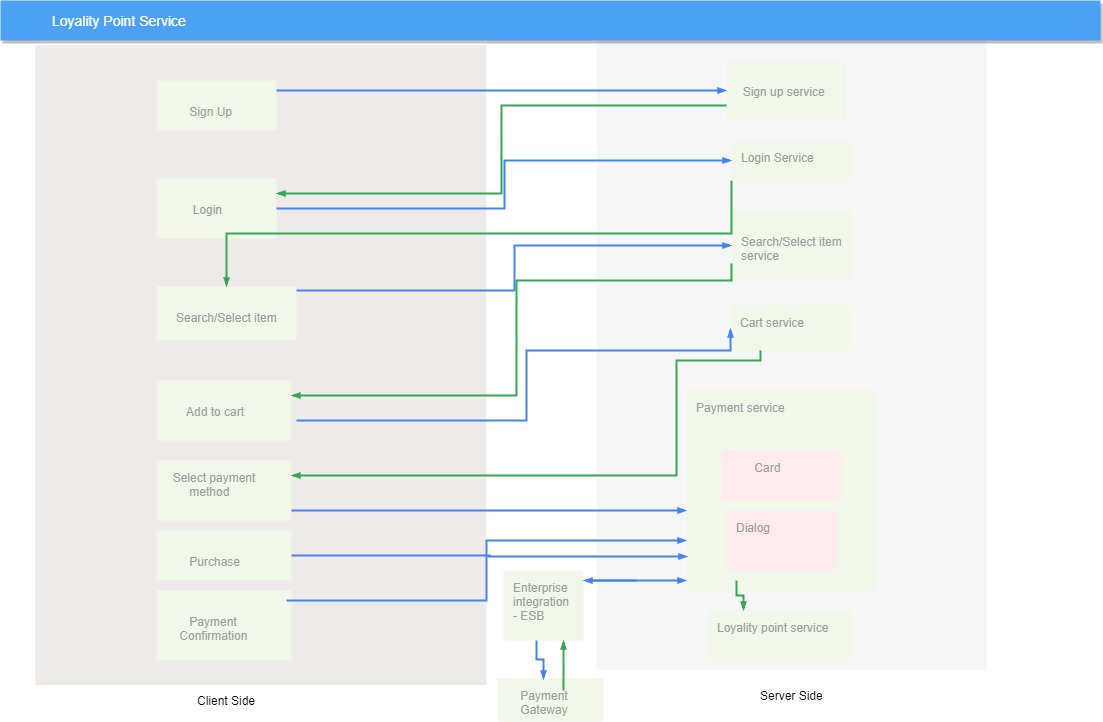 Loyality Point Service
Sign Up
Sign up service
Login
Login Service
Search/Select item
Search/Select item
service
Add to cart
Cart service
Select payment
method
Payment service
Card
Dialog
Purchase
Payment
Confirmation
Enterprise
integration
- ESB
Loyality point service
Payment
Gateway
Client Side
Server Side